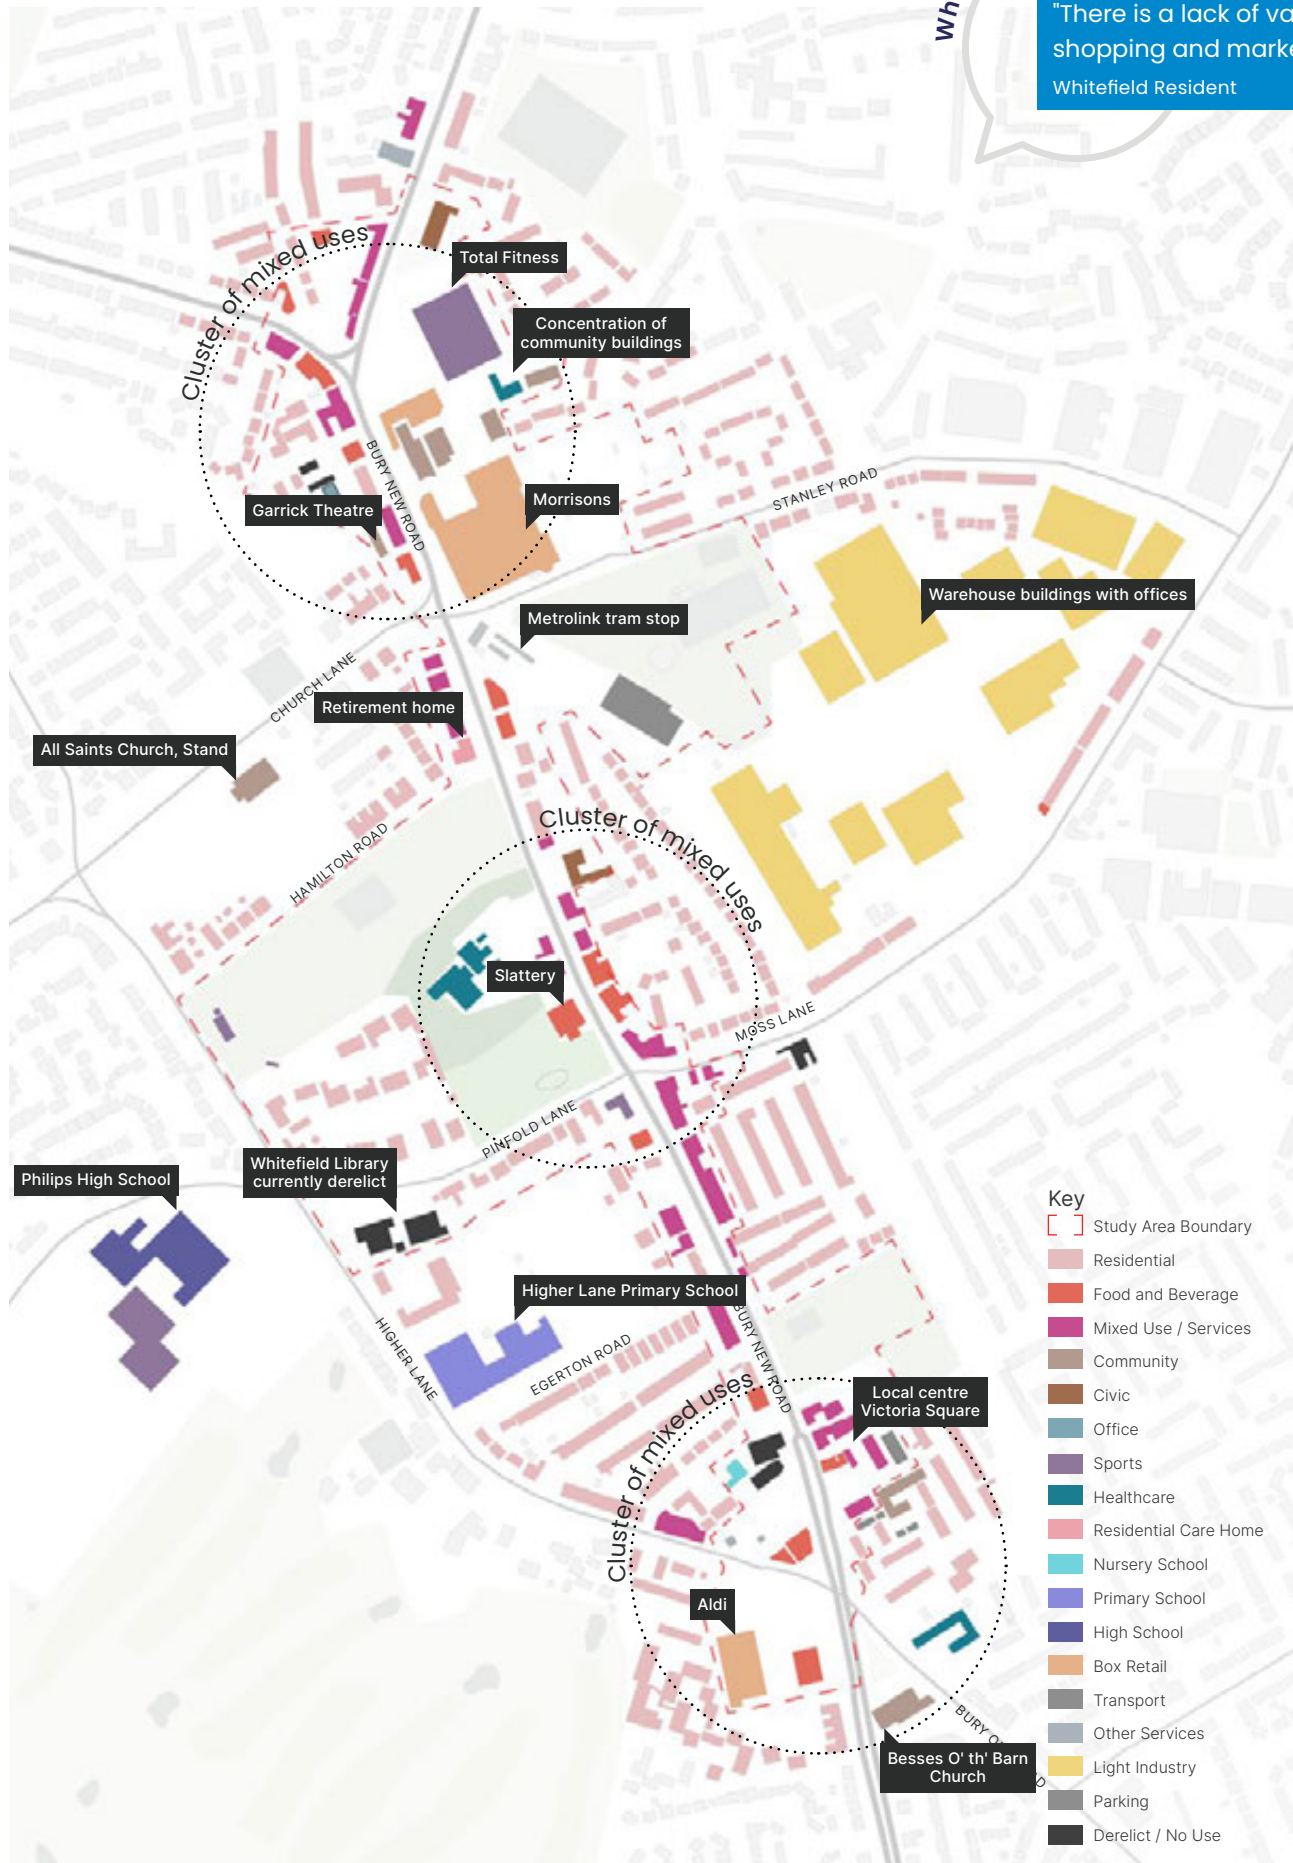 Wh
"There is a lack of va
shopping and marke
Whitefield Resident
Cluster of mixed uses
Total Fitness
Concentration of
community buildings
BURY NEW ROAD
Garrick Theatre
Morrisons
STANLEY ROAD
Warehouse buildings with offices
Metrolink tram stop
CHURCH LANE
Retirement home
All Saints Church, Stand
HAMILTON ROAD
Cluster of mixed uses
Slattery
MOSS LANE
PINFOLD LANE
Whitefield Library
currently derelict
Philips High School
Higher Lane Primary School
HIGHER LANE
EGERTON ROAD
BURY NEW ROAD
Cluster of mixed uses
Local centre
Victoria Square
Aldi
BURY O
D
Besses O' th' Barn
Church
Key
Study Area Boundary
Residential
Food and Beverage
Mixed Use / Services
Community
Civic
Office
Sports
Healthcare
Residential Care Home
Nursery School
Primary School
High School
Box Retail
Transport
Other Services
Light Industry
Parking
Derelict / No Use